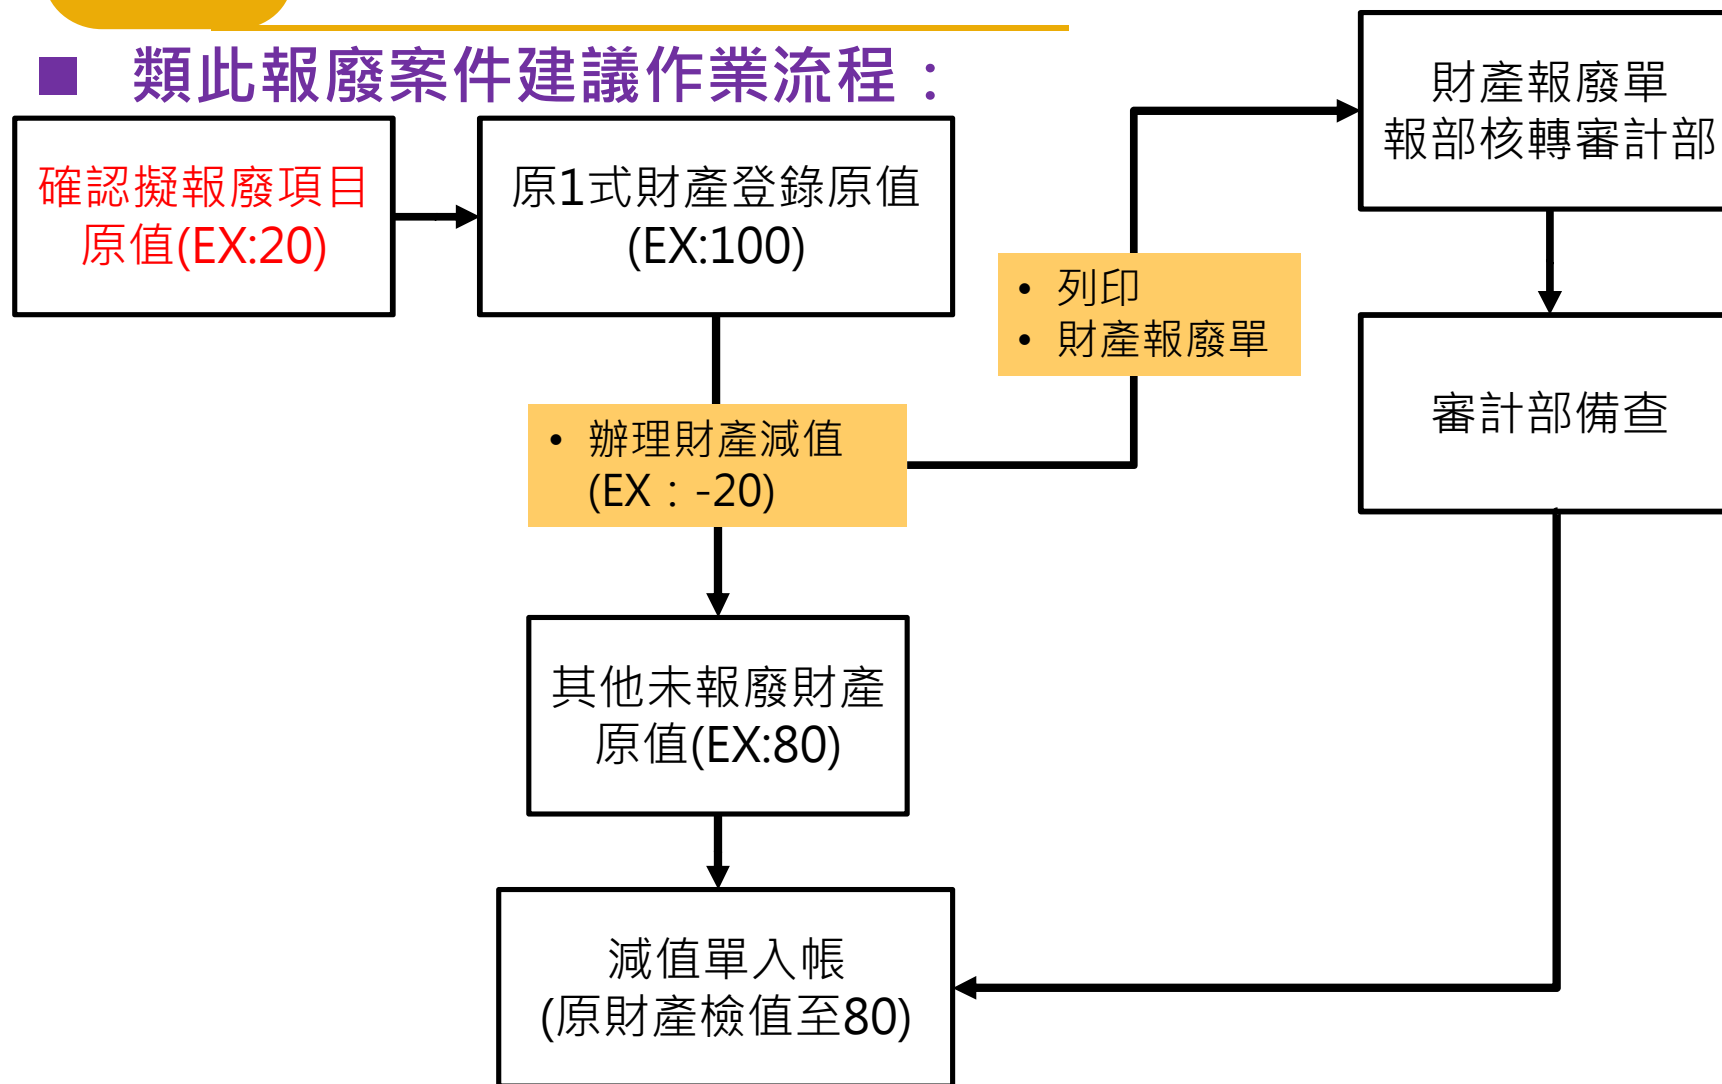 ■ 類此報廢案件建議作業流程：
確認擬報廢項目
原值(EX:20)
原1式財產登錄原值
(EX:100)
• 辦理財產減值
(EX：-20)
其他未報廢財產
原值(EX:80)
減值單入帳
(原財產檢值至80)
• 列印
• 財產報廢單
財產報廢單
報部核轉審計部
審計部備查